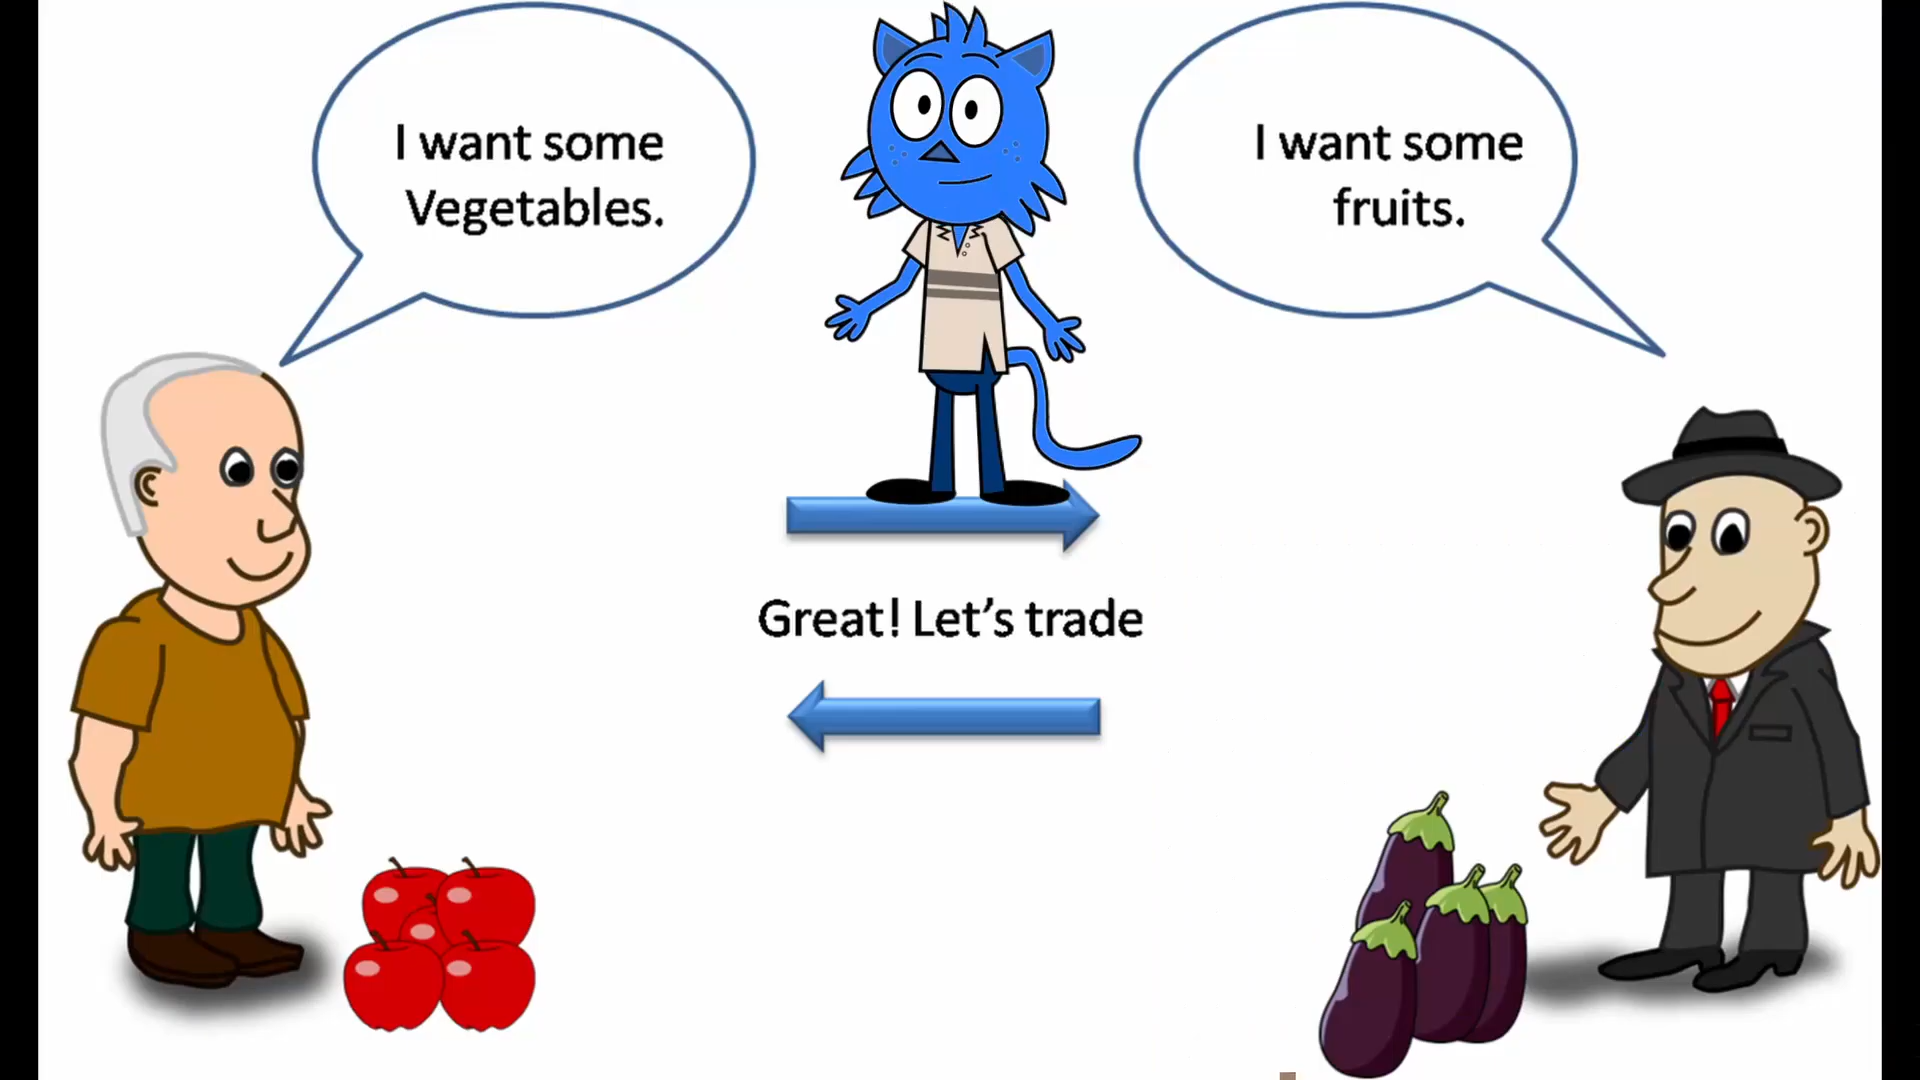 I want some
Vegetables.
I want some
fruits.
Great! Let's trade